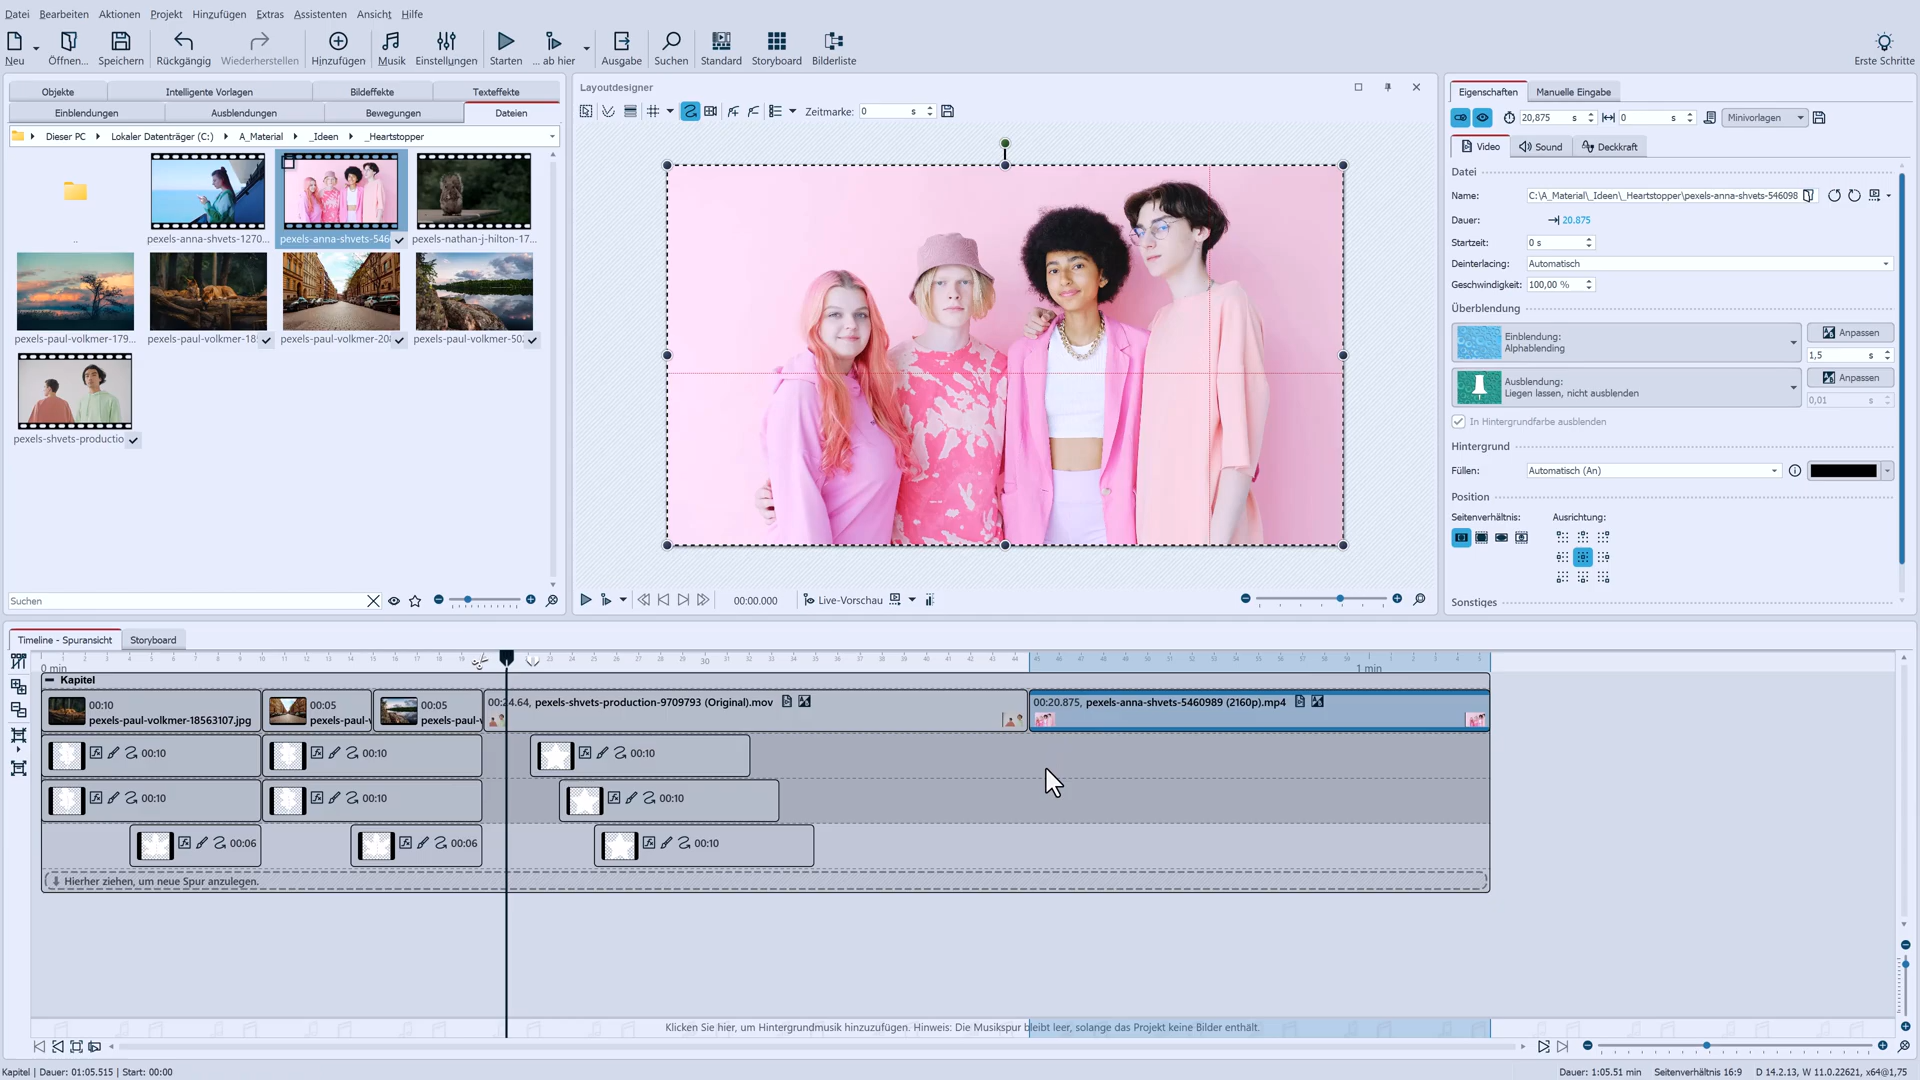 Datei Bearbeiten Aktionen Projekt Hinzufügen Extras Assistenten Ansicht Hilfe
Neu Öffnen... Speichern Rückgängig Wiederherstellen Hinzufügen Musik Einstellungen Starten ... ab hier Ausgabe Suchen Standard Storyboard Bilderliste Erste Schritte
Objekte Intelligente Vorlagen Bildeffekte Texteffekte
Einblendungen Ausblendungen Bewegungen Dateien
Dieser PC Lokaler Datenträger (C:) A_Material _Ideen _Heartstopper
..
pexels-anna-shvets-1270... pexels-anna-shvets-546 pexels-nathan-j-hilton-17...
pexels-paul-volkmer-179... pexels-paul-volkmer-18 pexels-paul-volkmer-20 pexels-paul-volkmer-50
pexels-shvets-productio
Suchen
Layoutdesigner
Zeitmarke: 0 s
00:00.000 Live-Vorschau
Eigenschaften Manuelle Eingabe
20,875 s 0 s Minivorlagen
Video Sound Deckkraft
Datei
Name: C:\A_Material\_Ideen\_Heartstopper\pexels-anna-shvets-546098
Dauer: 20.875
Startzeit: 0 s
Deinterlacing: Automatisch
Geschwindigkeit: 100,00 %
Überblendung
Einblendung:
Alphablending
Anpassen
1,5 s
Ausblendung:
Liegen lassen, nicht ausblenden
Anpassen
0,01 s
In Hintergrundfarbe ausblenden
Hintergrund
Füllen: Automatisch (An)
Position
Seitenverhältnis: Ausrichtung:
Sonstiges
Timeline - Spuransicht Storyboard
0 min 30 1 min
Kapitel
00:10
pexels-paul-volkmer-18563107.jpg
00:05
pexels-paul-v
00:05
pexels-paul-v
00:24.64, pexels-shvets-production-9709793 (Original).mov
00:20.875, pexels-anna-shvets-5460989 (2160p).mp4
00:10 00:10 00:10
00:10 00:10 00:10
00:06 00:06 00:10
Hierher ziehen, um neue Spur anzulegen.
Klicken Sie hier, um Hintergrundmusik hinzuzufügen. Hinweis: Die Musikspur bleibt leer, solange das Projekt keine Bilder enthält.
Kapitel | Dauer: 01:05.515 | Start: 00:00
Dauer: 1:05.51 min Seitenverhältnis 16:9 D 14.2.13, W 11.0.22621, x64@1,75